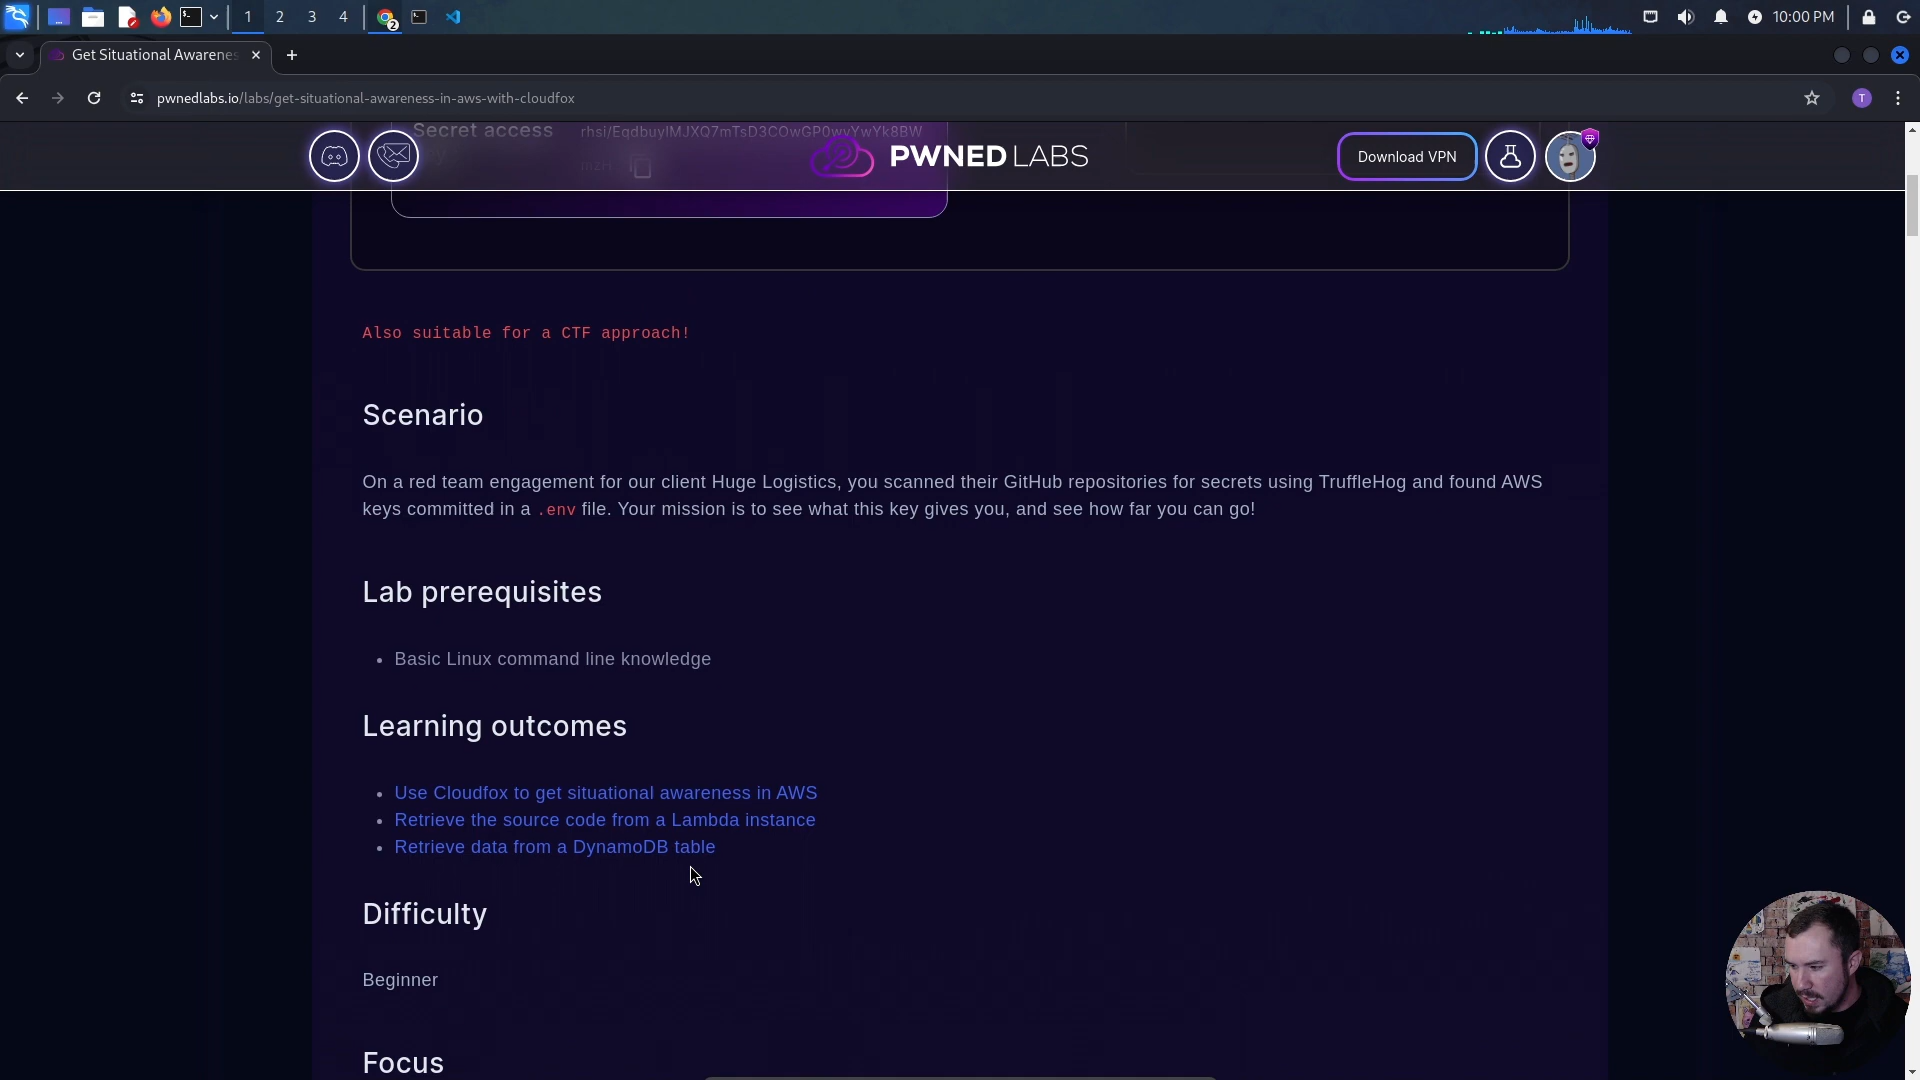 1
2
3
4
2
10:00 PM
Get Situational Awarenes
pwnedlabs.io/labs/get-situational-awareness-in-aws-with-cloudfox
T
Secret access
PWNEDLABS
Download VPN
Also suitable for a CTF approach!
Scenario
On a red team engagement for our client Huge Logistics, you scanned their GitHub repositories for secrets using TruffleHog and found AWS
keys committed in a .env file. Your mission is to see what this key gives you, and see how far you can go!
Lab prerequisites
• Basic Linux command line knowledge
Learning outcomes
• Use Cloudfox to get situational awareness in AWS
• Retrieve the source code from a Lambda instance
• Retrieve data from a DynamoDB table
Difficulty
Beginner
Focus